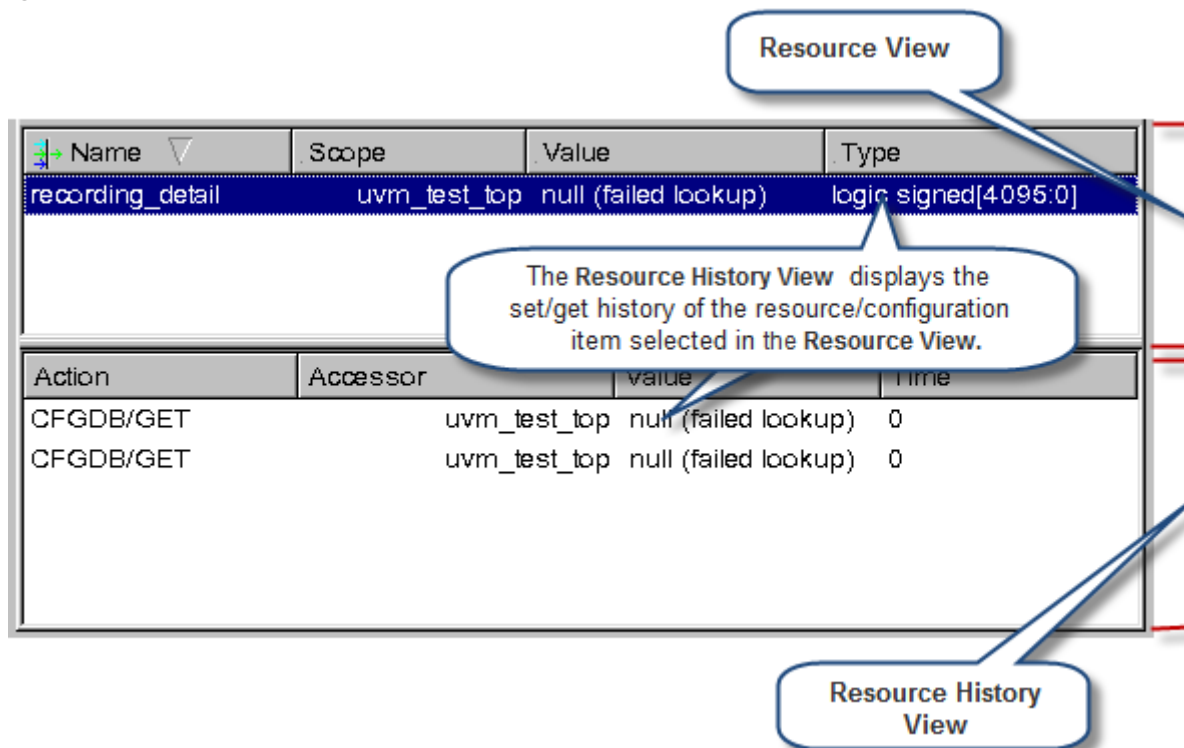 Resource View
Name Scope Value Type
recording_detail uvm_test_top null (failed lookup) logic signed[4095:0]
The Resource History View displays the
set/get history of the resource/configuration
item selected in the Resource View.
Action Accessor Value Time
CFGDB/GET uvm_test_top null (failed lookup) 0
CFGDB/GET uvm_test_top null (failed lookup) 0
Resource History
View